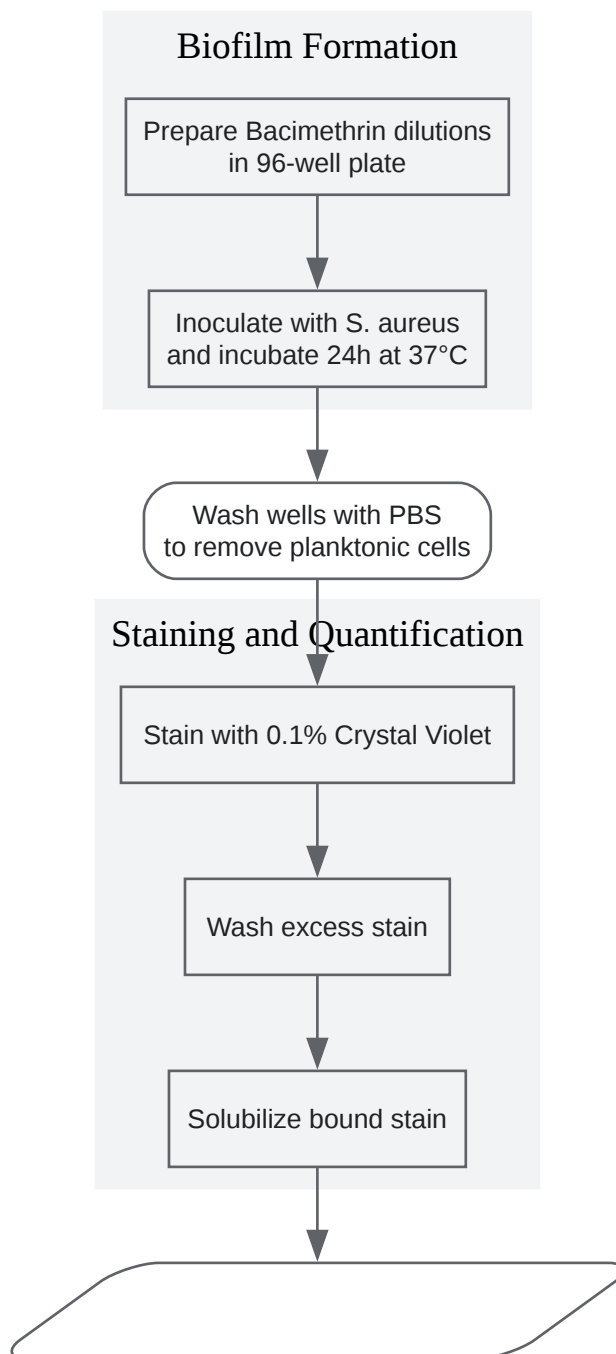 Biofilm Formation
Prepare Bacimethrin dilutions
in 96-well plate
Inoculate with S. aureus
and incubate 24h at 37°C
Wash wells with PBS
to remove planktonic cells
Staining and Quantification
Stain with 0.1% Crystal Violet
Wash excess stain
Solubilize bound stain